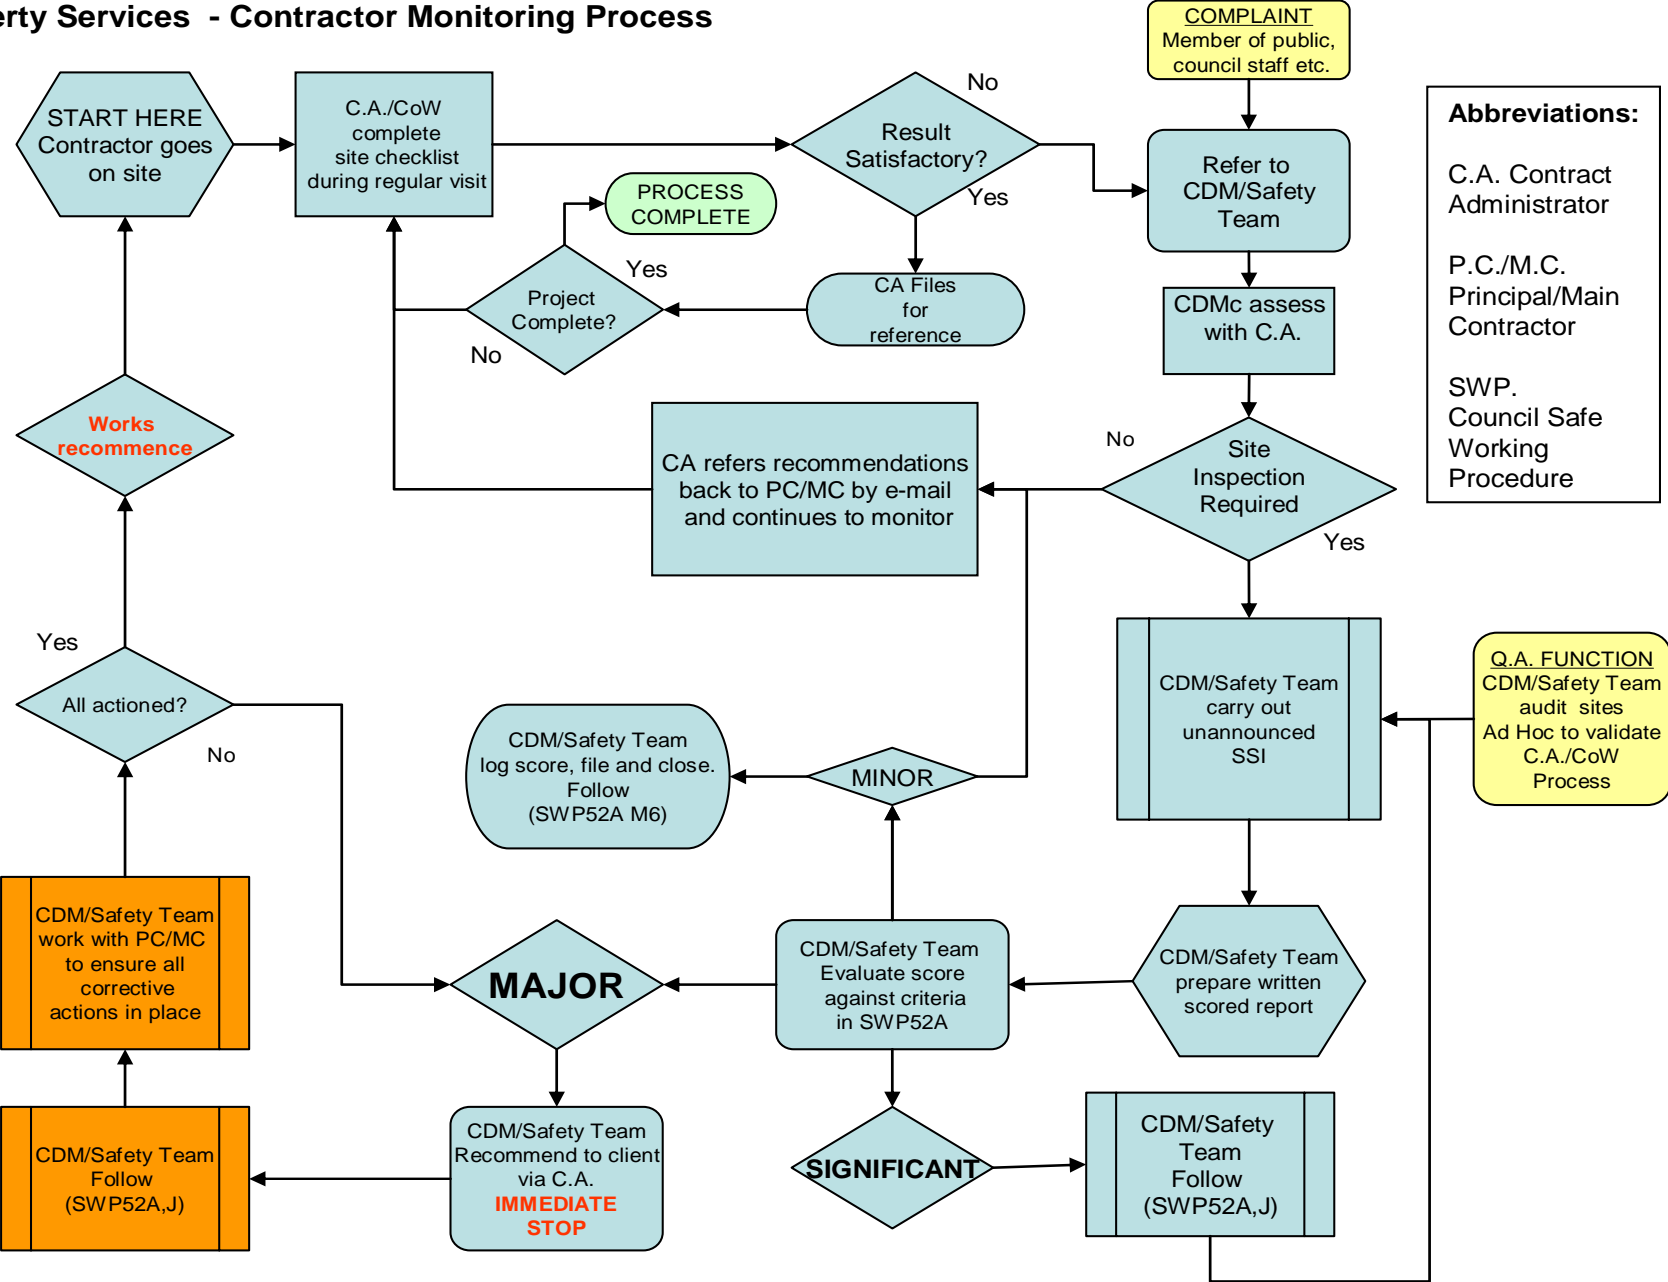 erty Services - Contractor Monitoring Process
COMPLAINT
Member of public,
council staff etc.
START HERE
Contractor goes
on site
C.A./CoW
complete
site checklist
during regular visit
Result
Satisfactory?
No
Yes
Refer to
CDM/Safety
Team
Abbreviations:
C.A. Contract
Administrator
P.C./M.C.
Principal/Main
Contractor
SWP.
Council Safe
Working
Procedure
PROCESS
COMPLETE
Yes
Project
Complete?
No
CA Files
for
reference
CDMc assess
with C.A.
Works
recommence
CA refers recommendations
back to PC/MC by e-mail
and continues to monitor
No
Site
Inspection
Required
Yes
Yes
All actioned?
No
CDM/Safety Team
log score, file and close.
Follow
(SWP52A M6)
MINOR
CDM/Safety Team
carry out
unannounced
SSI
Q.A. FUNCTION
CDM/Safety Team
audit sites
Ad Hoc to validate
C.A./CoW
Process
CDM/Safety Team
work with PC/MC
to ensure all
corrective
actions in place
MAJOR
CDM/Safety Team
Evaluate score
against criteria
in SWP52A
CDM/Safety Team
prepare written
scored report
CDM/Safety Team
Follow
(SWP52A,J)
CDM/Safety Team
Recommend to client
via C.A.
IMMEDIATE
STOP
SIGNIFICANT
CDM/Safety
Team
Follow
(SWP52A,J)